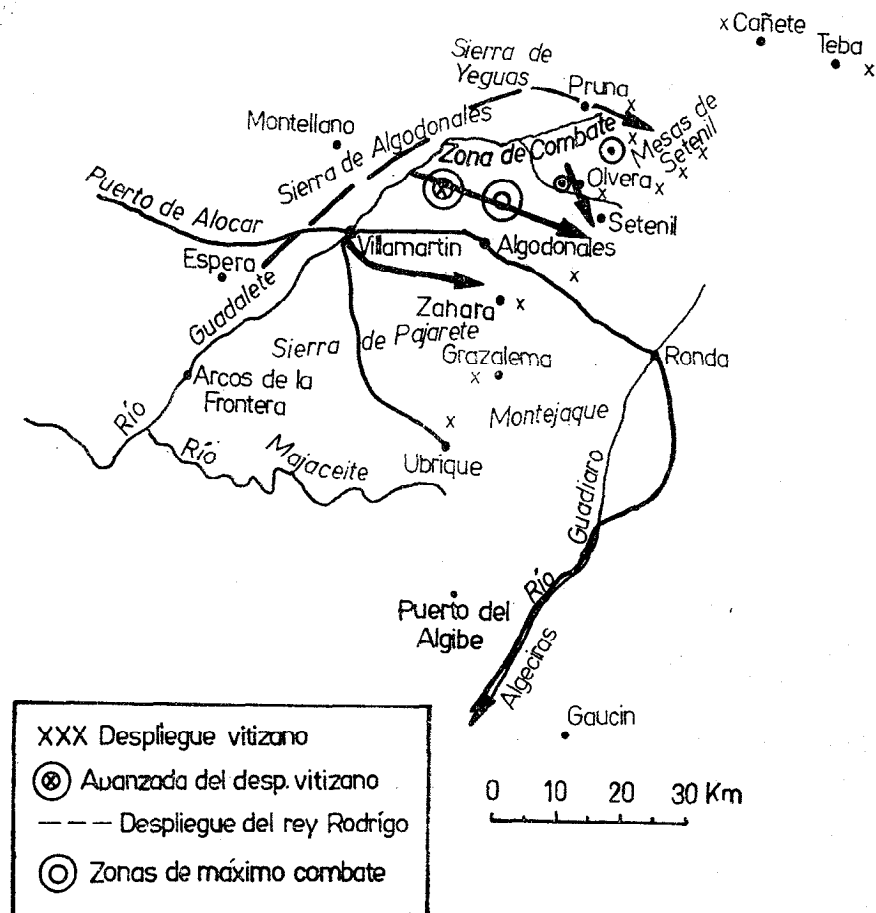 x Cañete
Teba x
Sierra de
Yeguas
Pruna
x
Montellano
Sierra de Algodonales
Zona de Combate
x
Mesas de
Setenil
x
x
Olvera
x
x
Puerto de Alocar
Setenil
Villamartin
Algodonales
Espera
x
Guadalete
Zahara x
Sierra de Pajarete
Grazalema
x
Ronda
Arcos de la
Frontera
Montejaque
x
Río
Río
Majaceite
Ubrique
Guadiaro
Río
Puerto del
Algibe
Algeciras
Gaucin
XXX Despliegue vitizano
x Avanzada del desp. vitizano
--- Despliegue del rey Rodrígo
Zonas de máximo combate
0 10 20 30 Km